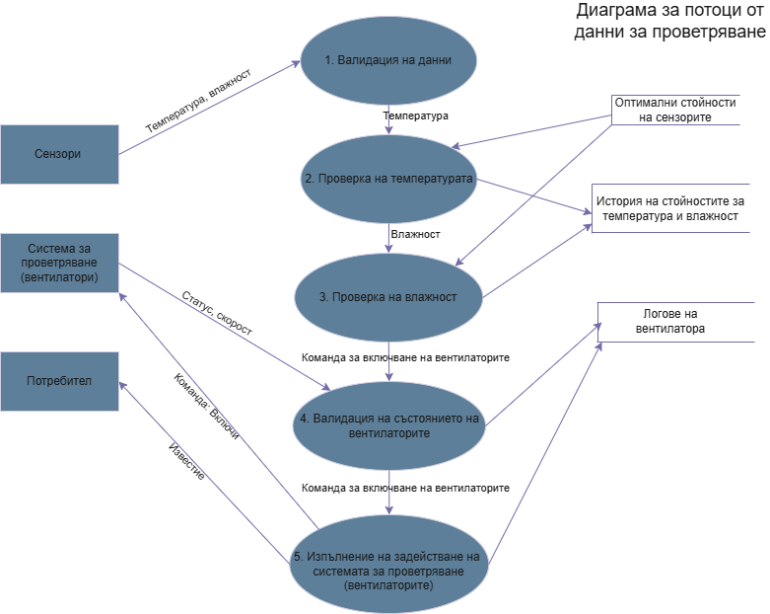 Диаграма за потоци от
данни за проветряване
1. Валидация на данни
Температура, влажност
Температура
Оптимални стойности
на сензорите
Сензори
2. Проверка на температурата
История на стойностите за
температура и влажност
Влажност
Система за
проветряване
(вентилатори)
3. Проверка на влажност
Статус, скорост
Логове на
вентилатора
Команда за включване на вентилаторите
Потребител
Команда: Включи
4. Валидация на състоянието на
вентилаторите
Известие
Команда за включване на вентилаторите
5. Изпълнение на задействане на
системата за проветряване
(вентилаторите)